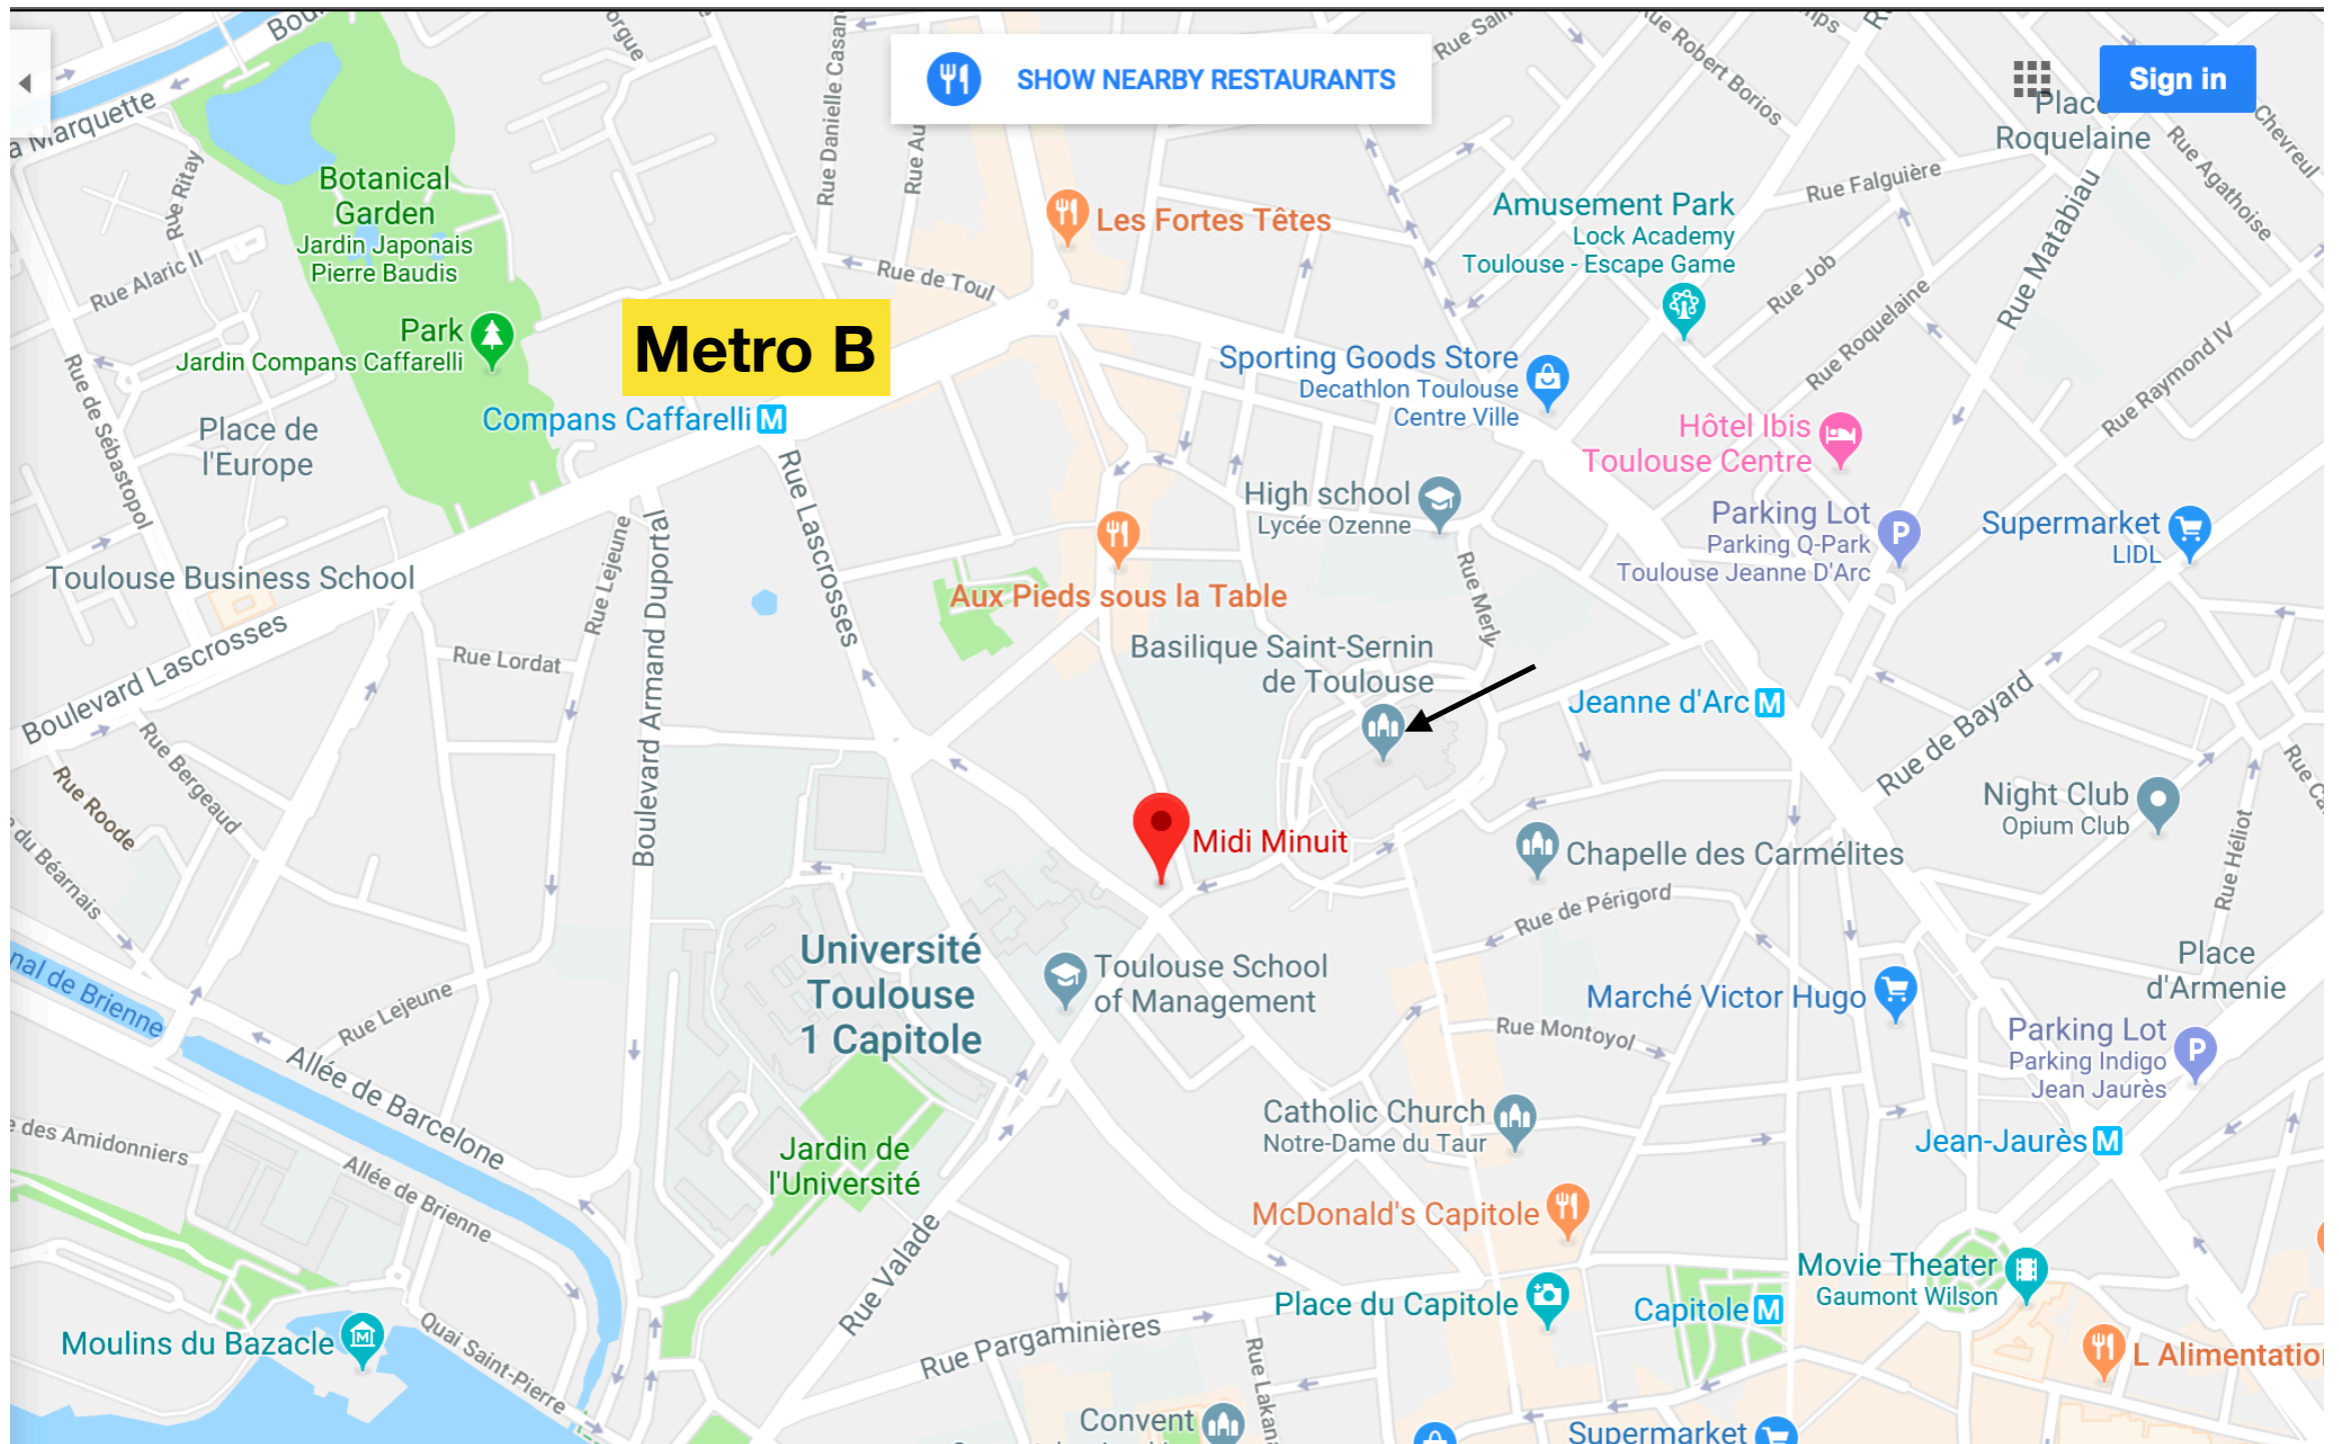 SHOW NEARBY RESTAURANTS
Sign in
Place
Roquelaine
Rue Robert Borios
Rue Agathoise
Chevreul
Marquette
Rue Ritay
Rue Danielle Casan
Rue Au
Botanical
Garden
Jardin Japonais
Pierre Baudis
Rue Alaric II
Les Fortes Têtes
Rue de Toul
Amusement Park
Lock Academy
Toulouse - Escape Game
Rue Falguière
Rue Matabiau
Rue Job
Rue Roquelaine
Rue Raymond IV
Park
Jardin Compans Caffarelli
Metro B
Compans Caffarelli M
Rue de Sébastopol
Place de
l'Europe
Sporting Goods Store
Decathlon Toulouse
Centre Ville
Hôtel Ibis
Toulouse Centre
High school
Lycée Ozenne
Parking Lot
Parking Q-Park
Toulouse Jeanne D'Arc
P
Supermarket
LIDL
Rue Lascrosses
Rue Lejeune
Boulevard Armand Duportal
Toulouse Business School
Boulevard Lascrosses
Rue Lordat
Aux Pieds sous la Table
Rue Merly
Basilique Saint-Sernin
de Toulouse
Jeanne d'Arc M
Rue de Bayard
Rue Bergeaud
Rue Roode
du Béarnais
Midi Minuit
Chapelle des Carmélites
Night Club
Opium Club
Rue Héliot
Rue de Périgord
Université
Toulouse
1 Capitole
Toulouse School
of Management
Marché Victor Hugo
Place
d'Armenie
nal de Brienne
Rue Lejeune
Rue Montoyol
Parking Lot
Parking Indigo
Jean Jaurès
P
Allée de Barcelone
des Amidonniers
Allée de Brienne
Catholic Church
Notre-Dame du Taur
Jean-Jaurès M
Jardin de
l'Université
McDonald's Capitole
Rue Valade
Movie Theater
Gaumont Wilson
Place du Capitole
Capitole M
Moulins du Bazacle
Quai Saint-Pierre
Rue Pargaminières
Rue Lakana
L Alimentatio
Convent
Supermarket